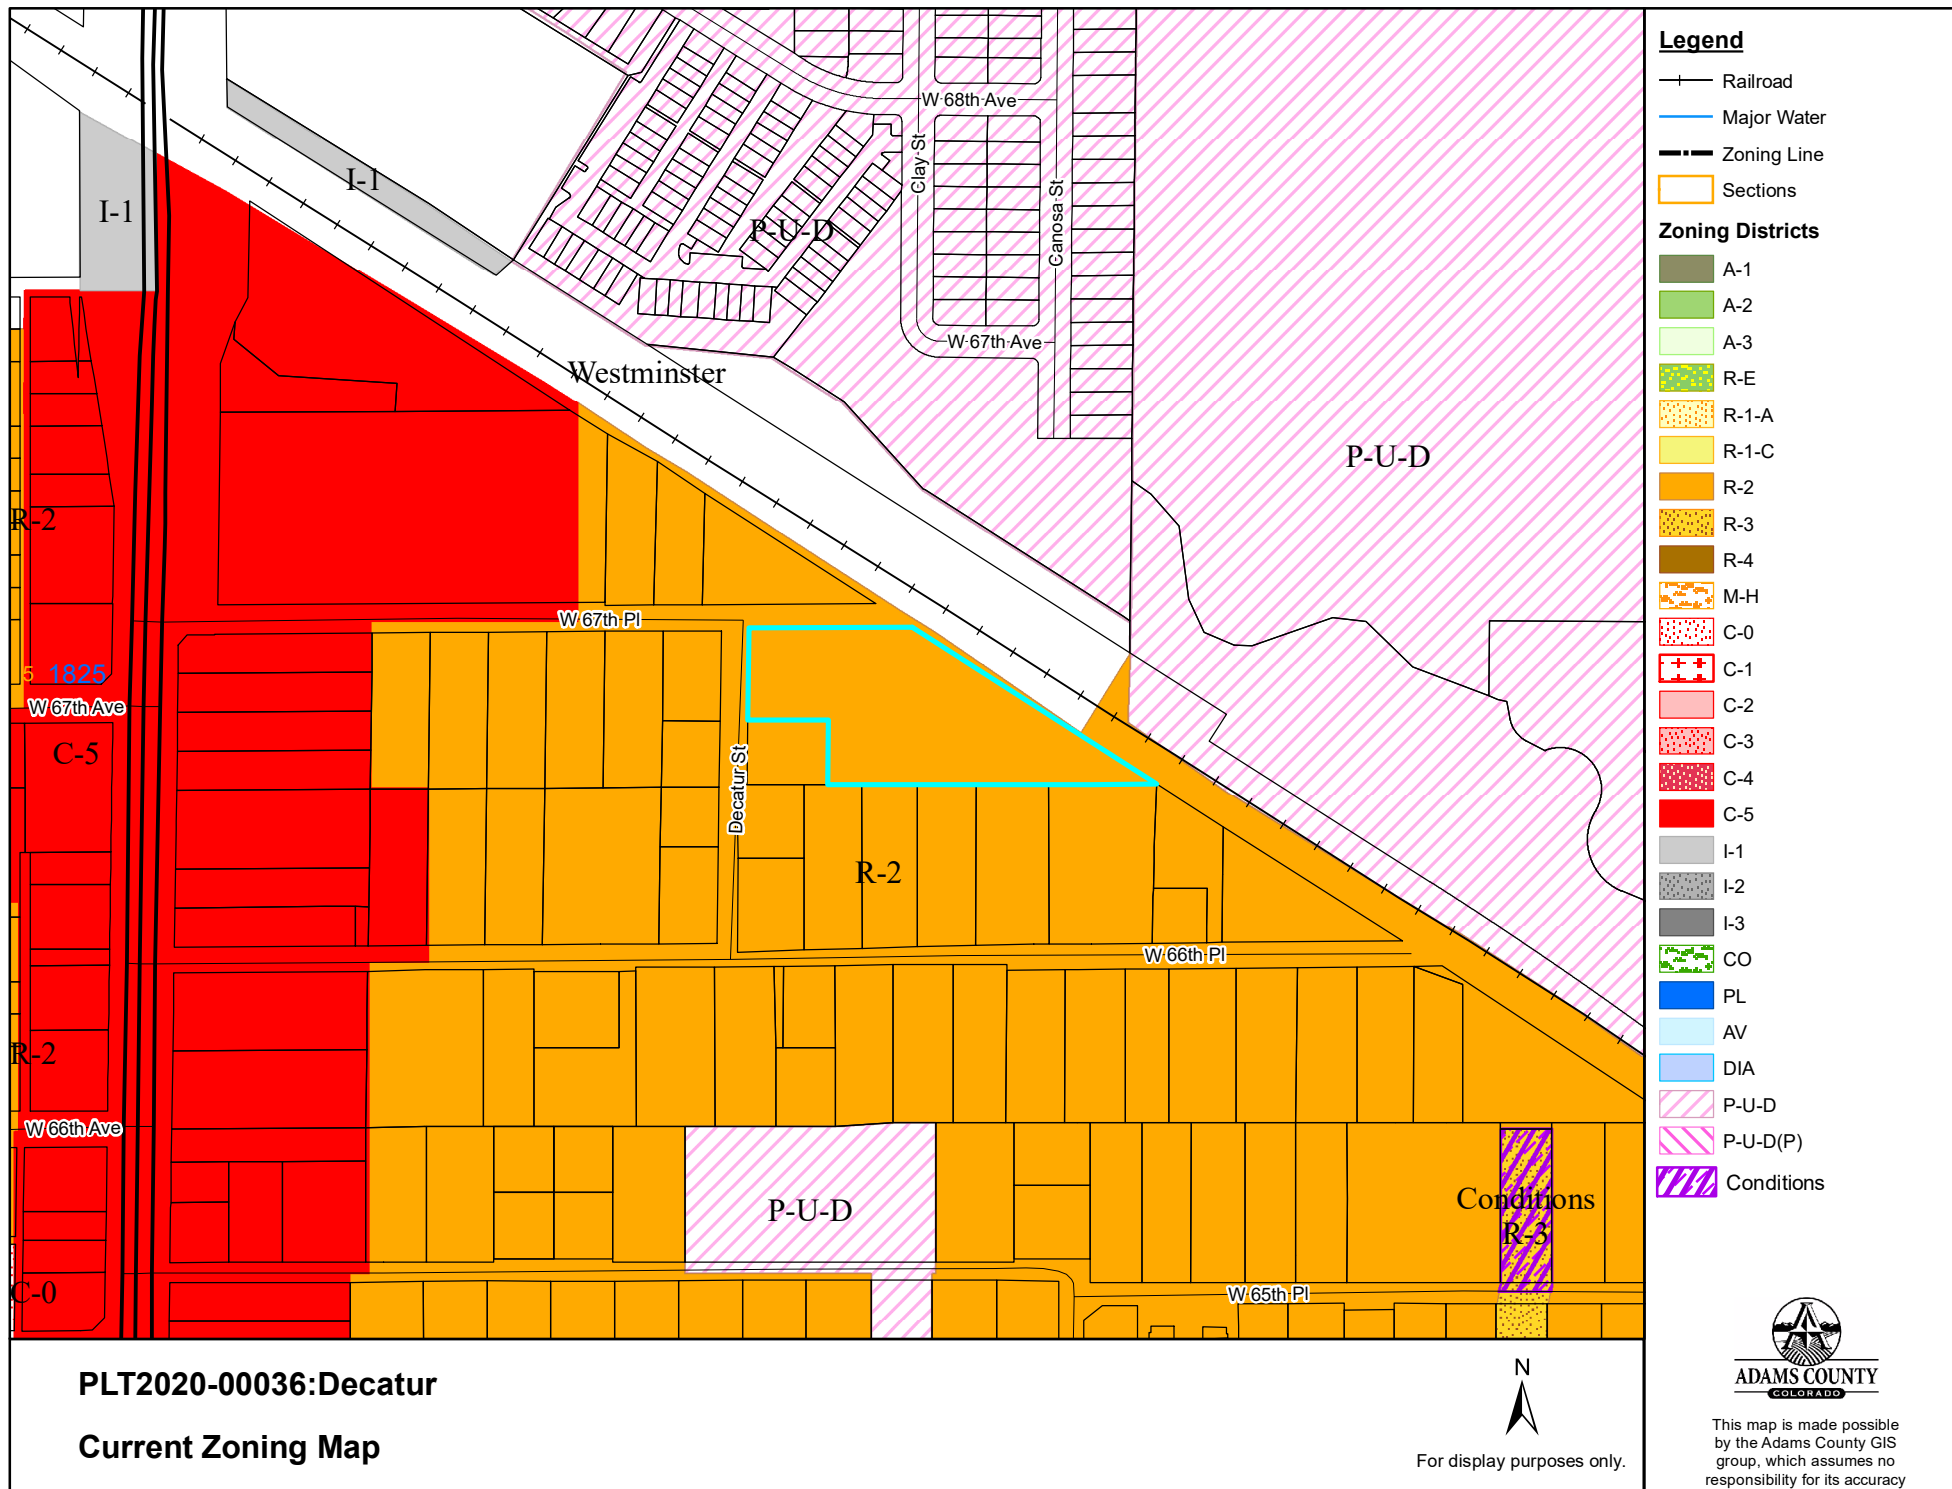 W 68th Ave
Clay St
Canosa St
I-1
I-1
P-U-D
W 67th Ave
Westminster
P-U-D
R-2
W 67th Pl
5 1825
W 67th Ave
C-5
Decatur St
R-2
W 66th Pl
R-2
W 66th Ave
P-U-D
Conditions
R-3
C-0
W 65th Pl
Legend
Railroad
Major Water
Zoning Line
Sections
Zoning Districts
A-1
A-2
A-3
R-E
R-1-A
R-1-C
R-2
R-3
R-4
M-H
C-0
C-1
C-2
C-3
C-4
C-5
I-1
I-2
I-3
CO
PL
AV
DIA
P-U-D
P-U-D(P)
Conditions
PLT2020-00036:Decatur
Current Zoning Map
N
For display purposes only.
ADAMS COUNTY
COLORADO
This map is made possible
by the Adams County GIS
group, which assumes no
responsibility for its accuracy